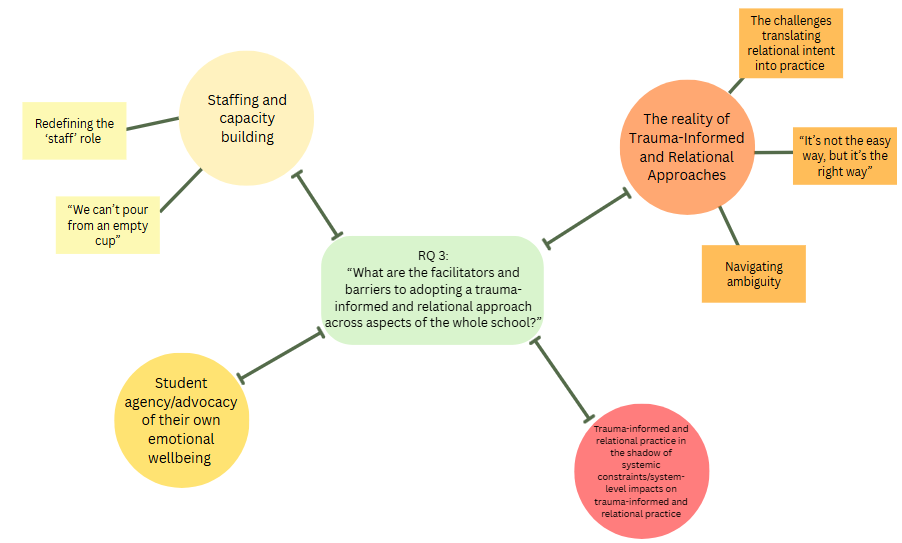 The challenges
translating
relational intent
into practice
Staffing and
capacity
building
Redefining the
‘staff’ role
“We can’t pour
from an empty
cup”
The reality of
Trauma-Informed
and Relational
Approaches
“It’s not the easy
way, but it’s the
right way”
Navigating
ambiguity
RQ 3:
“What are the facilitators and
barriers to adopting a trauma-
informed and relational approach
across aspects of the whole school?”
Student
agency/advocacy
of their own
emotional
wellbeing
Trauma-informed and
relational practice in
the shadow of
systemic
constraints/system-
level impacts on
trauma-informed and
relational practice